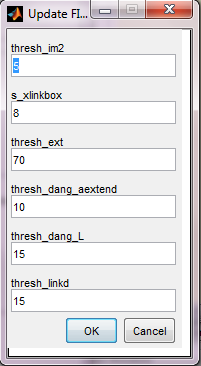 Update FI...
thresh_im2
5
s_xlinkbox
8
thresh_ext
70
thresh_dang_aextend
10
thresh_dang_L
15
thresh_linkd
15
OK Cancel